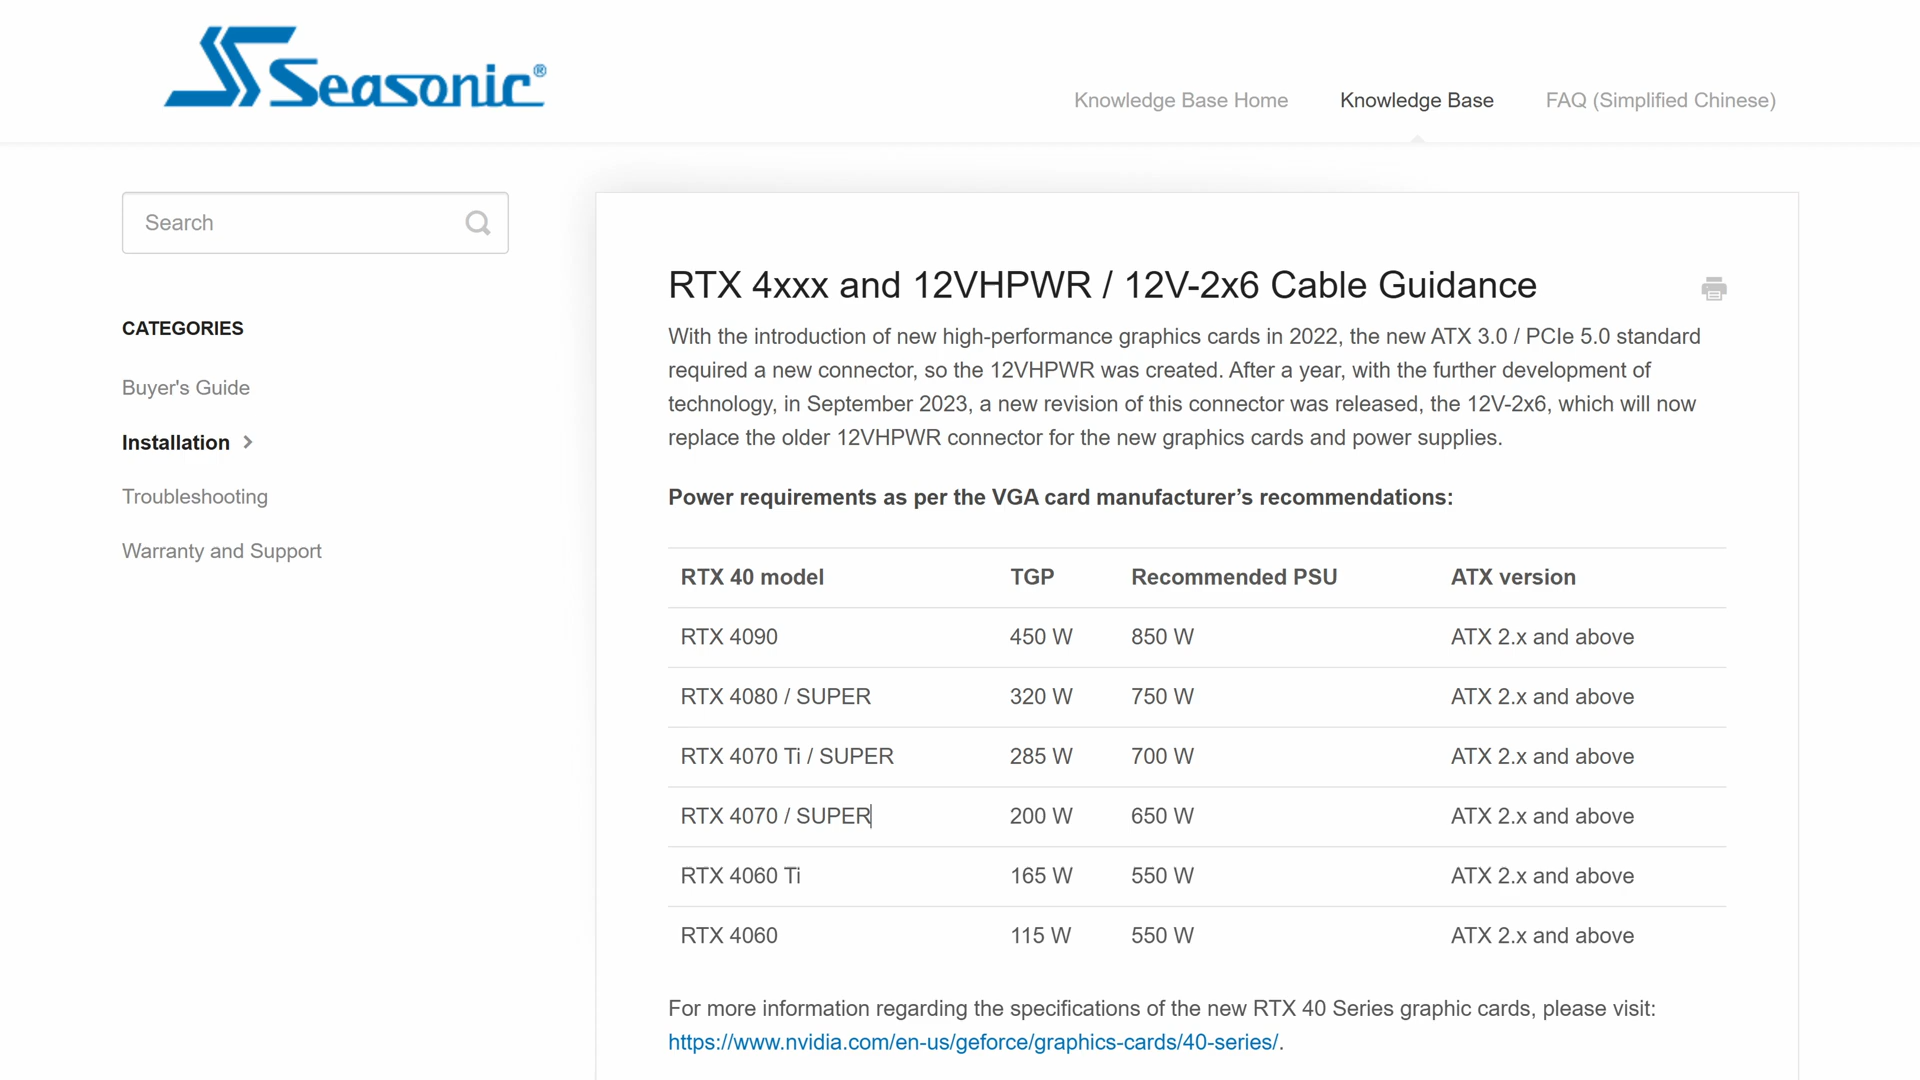 Seasonic®
Knowledge Base Home
Knowledge Base
FAQ (Simplified Chinese)
Search
CATEGORIES
Buyer's Guide
Installation
Troubleshooting
Warranty and Support
RTX 4xxx and 12VHPWR / 12V-2x6 Cable Guidance
With the introduction of new high-performance graphics cards in 2022, the new ATX 3.0 / PCIe 5.0 standard
required a new connector, so the 12VHPWR was created. After a year, with the further development of
technology, in September 2023, a new revision of this connector was released, the 12V-2x6, which will now
replace the older 12VHPWR connector for the new graphics cards and power supplies.
Power requirements as per the VGA card manufacturer’s recommendations:
RTX 40 model TGP Recommended PSU ATX version
RTX 4090 450 W 850 W ATX 2.x and above
RTX 4080 / SUPER 320 W 750 W ATX 2.x and above
RTX 4070 Ti / SUPER 285 W 700 W ATX 2.x and above
RTX 4070 / SUPER 200 W 650 W ATX 2.x and above
RTX 4060 Ti 165 W 550 W ATX 2.x and above
RTX 4060 115 W 550 W ATX 2.x and above
For more information regarding the specifications of the new RTX 40 Series graphic cards, please visit:
https://www.nvidia.com/en-us/geforce/graphics-cards/40-series/.